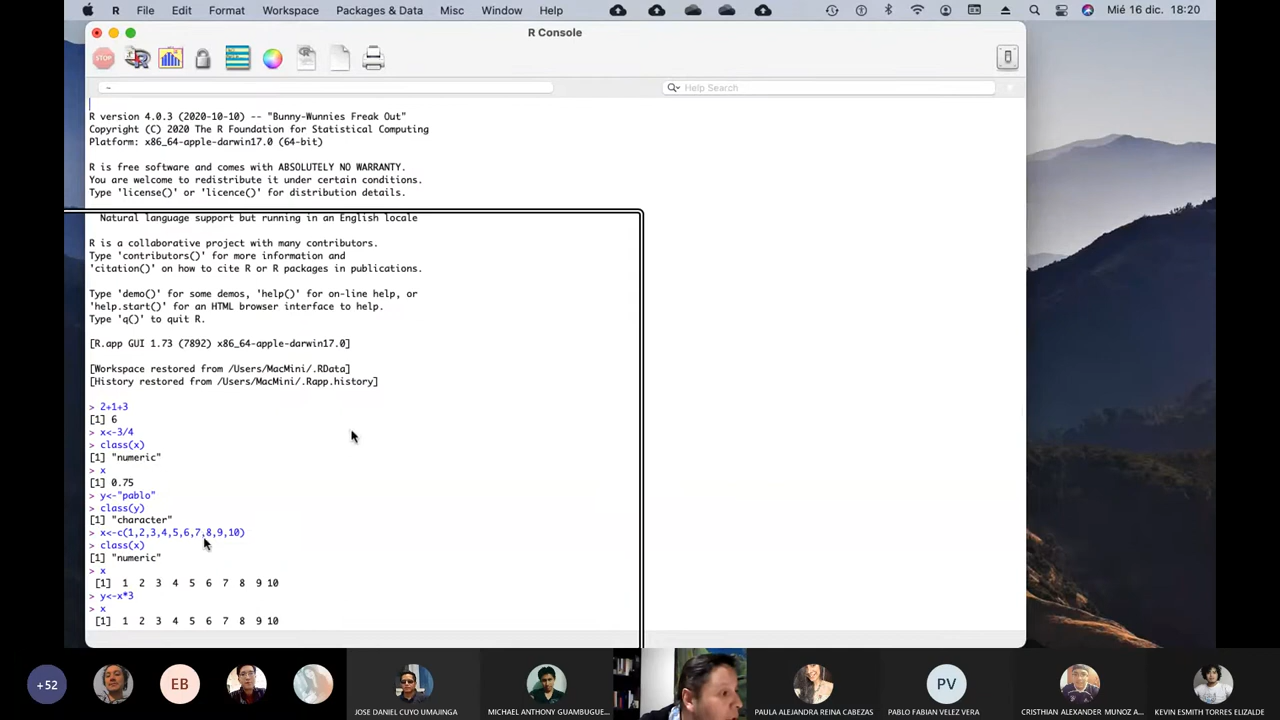 R File Edit Format Workspace Packages & Data Misc Window Help Mié 16 dic. 18:20
R Console
STOP
~ Help Search
R version 4.0.3 (2020-10-10) -- "Bunny-Wunnies Freak Out"
Copyright (C) 2020 The R Foundation for Statistical Computing
Platform: x86_64-apple-darwin17.0 (64-bit)
R is free software and comes with ABSOLUTELY NO WARRANTY.
You are welcome to redistribute it under certain conditions.
Type 'license()' or 'licence()' for distribution details.
Natural language support but running in an English locale
R is a collaborative project with many contributors.
Type 'contributors()' for more information and
'citation()' on how to cite R or R packages in publications.
Type 'demo()' for some demos, 'help()' for on-line help, or
'help.start()' for an HTML browser interface to help.
Type 'q()' to quit R.
[R.app GUI 1.73 (7892) x86_64-apple-darwin17.0]
[Workspace restored from /Users/MacMini/.RData]
[History restored from /Users/MacMini/.Rapp.history]
> 2+1+3
[1] 6
> x<-3/4
> class(x)
[1] "numeric"
> x
[1] 0.75
> y<-"pablo"
> class(y)
[1] "character"
> x<-c(1,2,3,4,5,6,7,8,9,10)
> class(x)
[1] "numeric"
> x
[1] 1 2 3 4 5 6 7 8 9 10
> y<-x*3
> x
[1] 1 2 3 4 5 6 7 8 9 10
+52 EB PV
JOSE DANIEL CUYO UMAJINGA MICHAEL ANTHONY GUAMBUGUE... PAULA ALEJANDRA REINA CABEZAS PABLO FABIAN VELEZ VERA CRISTHIAN ALEXANDER MUNOZ A... KEVIN ESMITH TORRES ELIZALDE